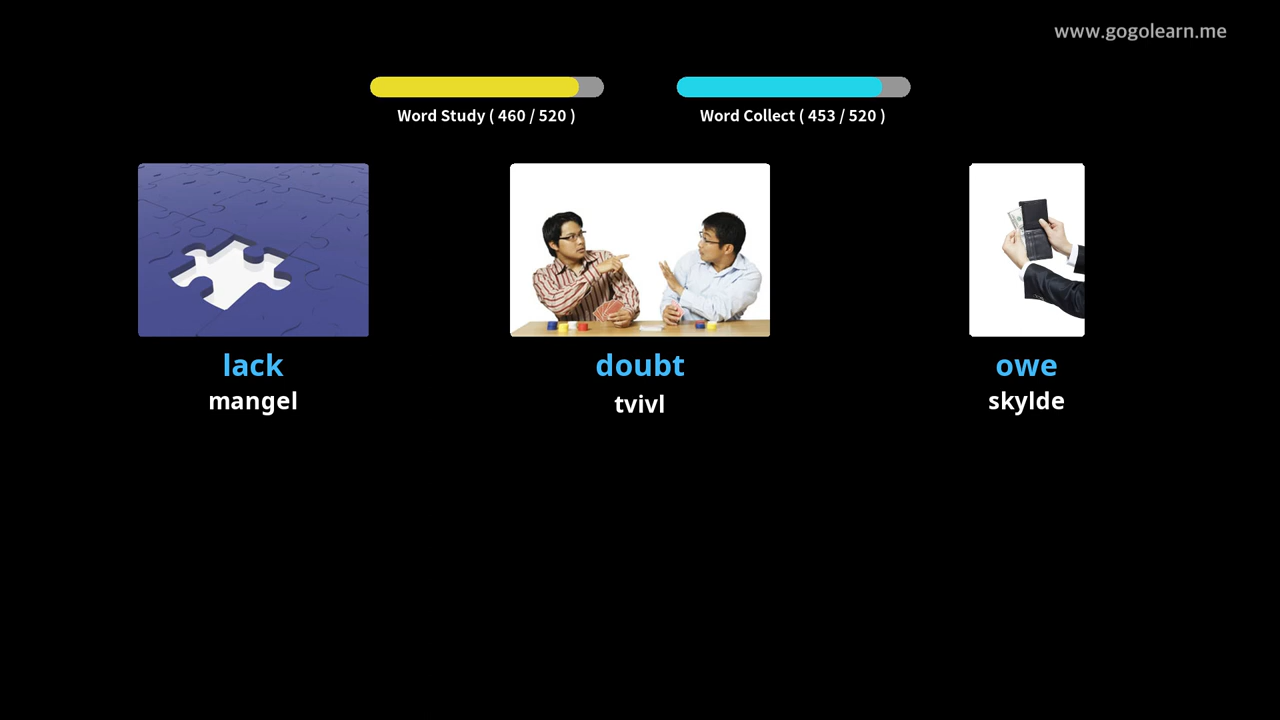 www.gogolearn.me
Word Study ( 460 / 520 )
Word Collect ( 453 / 520 )
lack
mangel
doubt
tvivl
owe
skylde